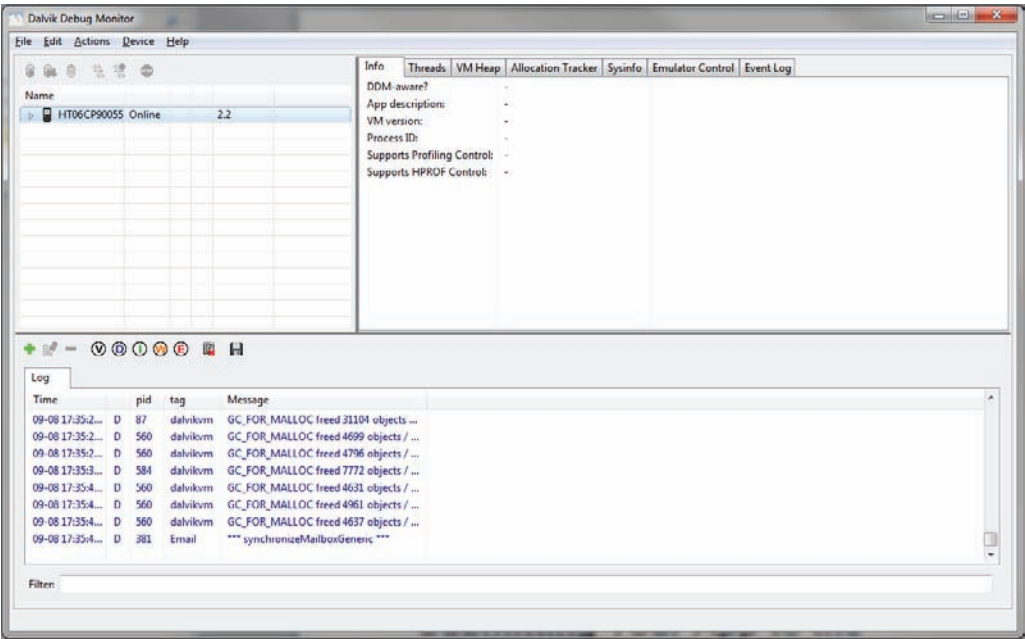 Dalvik Debug Monitor
File Edit Actions Device Help
Name
HT06CP90055 Online 2.2
Info Threads VM Heap Allocation Tracker Sysinfo Emulator Control Event Log
DDM-aware? -
App description: -
VM version: -
Process ID: -
Supports Profiling Control: -
Supports HPROF Control: -
V D I W E
Log
Time pid tag Message
09-08 17:35:2... D 87 dalvikvm GC_FOR_MALLOC freed 31104 objects ...
09-08 17:35:2... D 560 dalvikvm GC_FOR_MALLOC freed 4699 objects / ...
09-08 17:35:2... D 560 dalvikvm GC_FOR_MALLOC freed 4796 objects / ...
09-08 17:35:3... D 584 dalvikvm GC_FOR_MALLOC freed 7772 objects / ...
09-08 17:35:4... D 560 dalvikvm GC_FOR_MALLOC freed 4631 objects / ...
09-08 17:35:4... D 560 dalvikvm GC_FOR_MALLOC freed 4961 objects / ...
09-08 17:35:4... D 560 dalvikvm GC_FOR_MALLOC freed 4637 objects / ...
09-08 17:35:4... D 381 Email *** synchronizeMailboxGeneric ***
Filter: